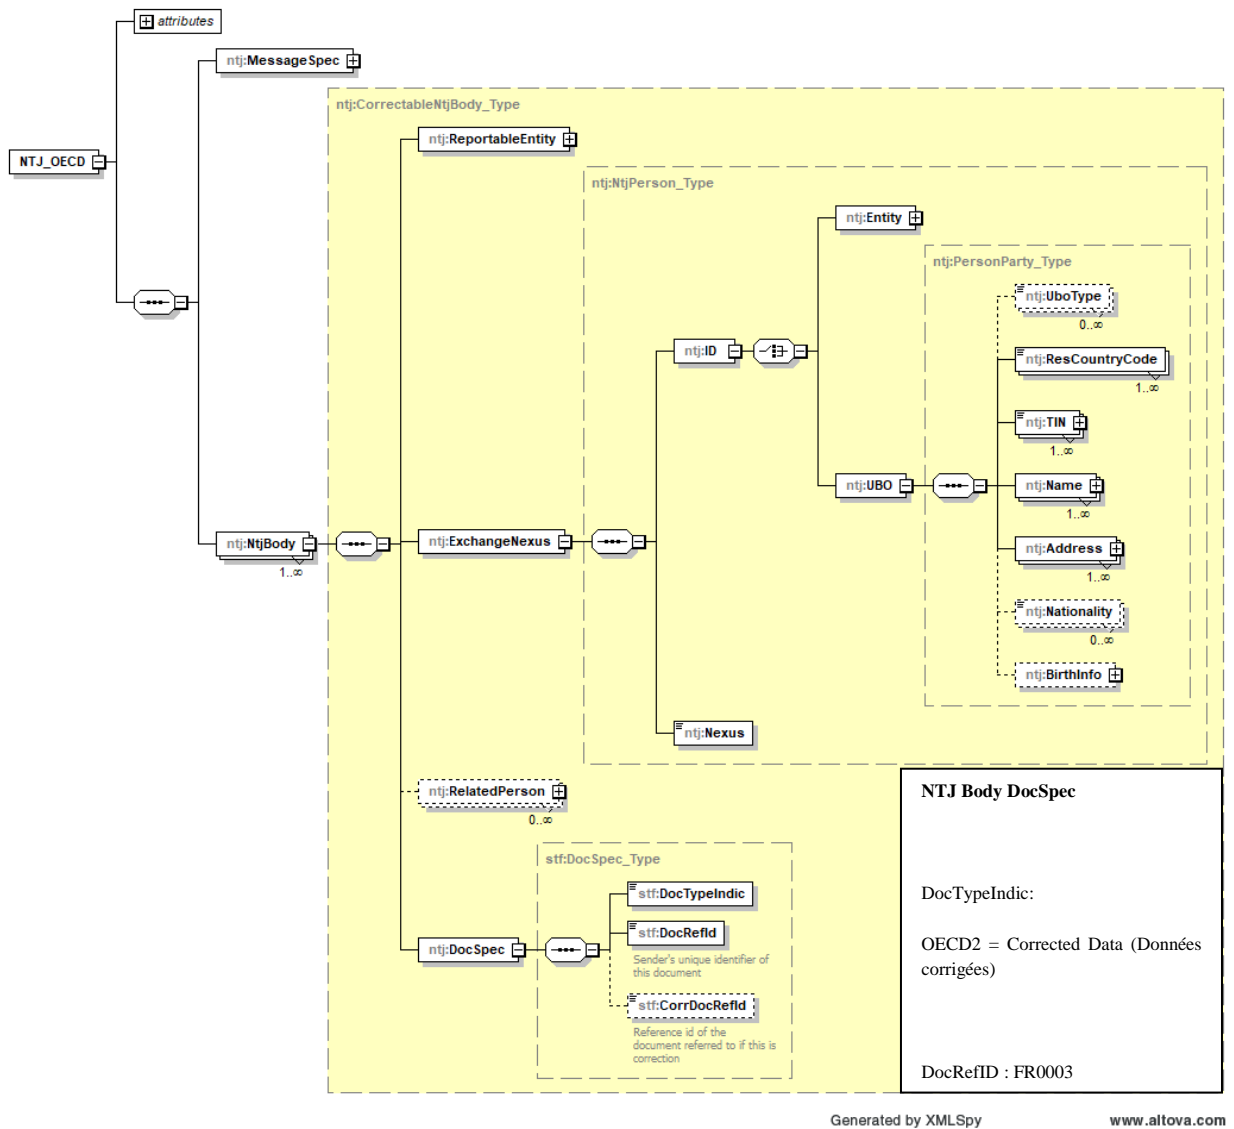 attributes
ntj:MessageSpec
ntj:CorrectableNtjBody_Type
ntj:ReportableEntity
NTJ_OECD
ntj:NtjPerson_Type
ntj:Entity
ntj:PersonParty_Type
ntj:UboType
0..∞
ntj:ID
ntj:ResCountryCode
1..∞
ntj:TIN
1..∞
ntj:UBO
ntj:Name
1..∞
ntj:NtjBody
1..∞
ntj:ExchangeNexus
ntj:Address
1..∞
ntj:Nationality
0..∞
ntj:BirthInfo
ntj:Nexus
ntj:RelatedPerson
0..∞
stf:DocSpec_Type
stf:DocTypeIndic
stf:DocRefId
Sender's unique identifier of
this document
ntj:DocSpec
stf:CorrDocRefId
Reference id of the
document referred to if this is
correction
NTJ Body DocSpec
DocTypeIndic:
OECD2 = Corrected Data (Données
corrigées)
DocRefID : FR0003
Generated by XMLSpy
www.altova.com